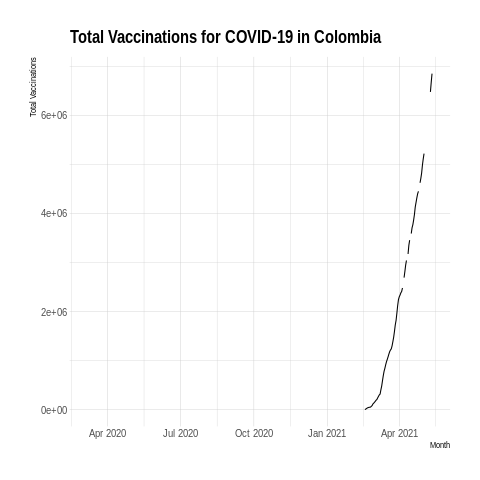 Total Vaccinations for COVID-19 in Colombia
Total Vaccinations
6e+06
4e+06
2e+06
0e+00
Apr 2020 Jul 2020 Oct 2020 Jan 2021 Apr 2021
Month